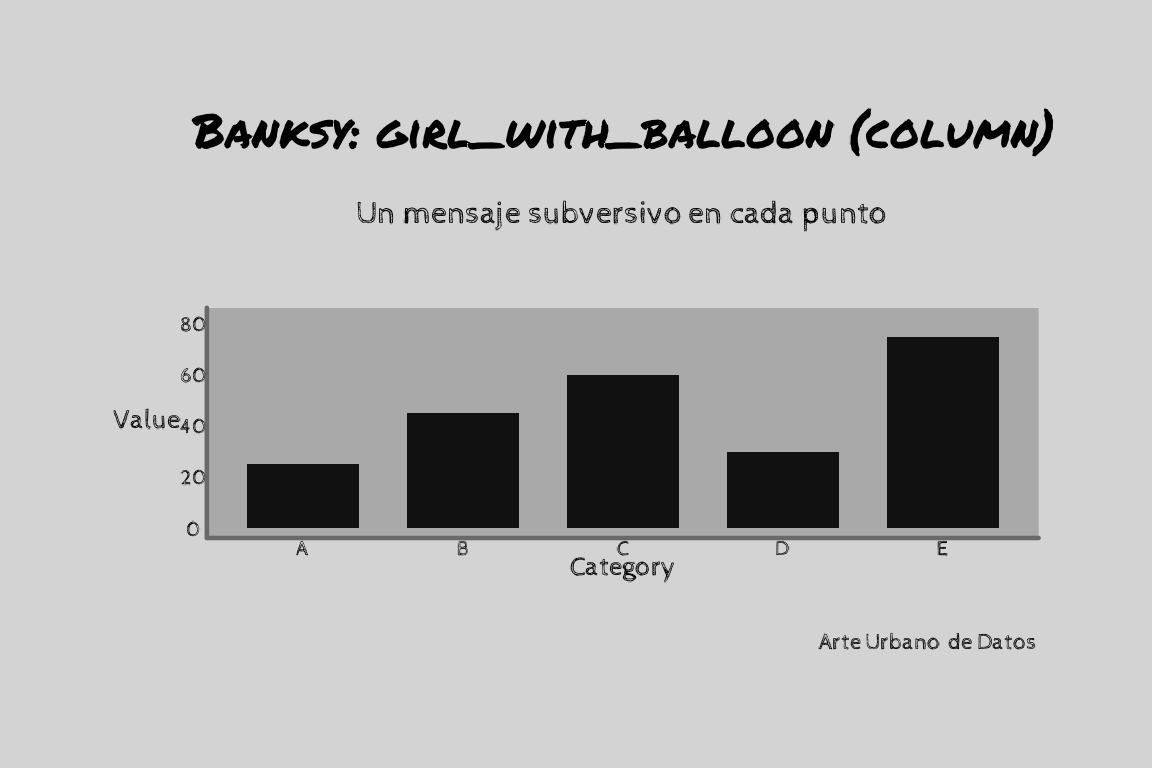 Banksy: girl_with_balloon (column)
Un mensaje subversivo en cada punto
80
60
Value
40
20
0
A B C D E
Category
Arte Urbano de Datos